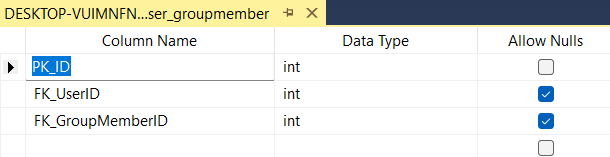 DESKTOP-VUIMNFN...ser_groupmember
Column Name Data Type Allow Nulls
PK_ID int
FK_UserID int
FK_GroupMemberID int